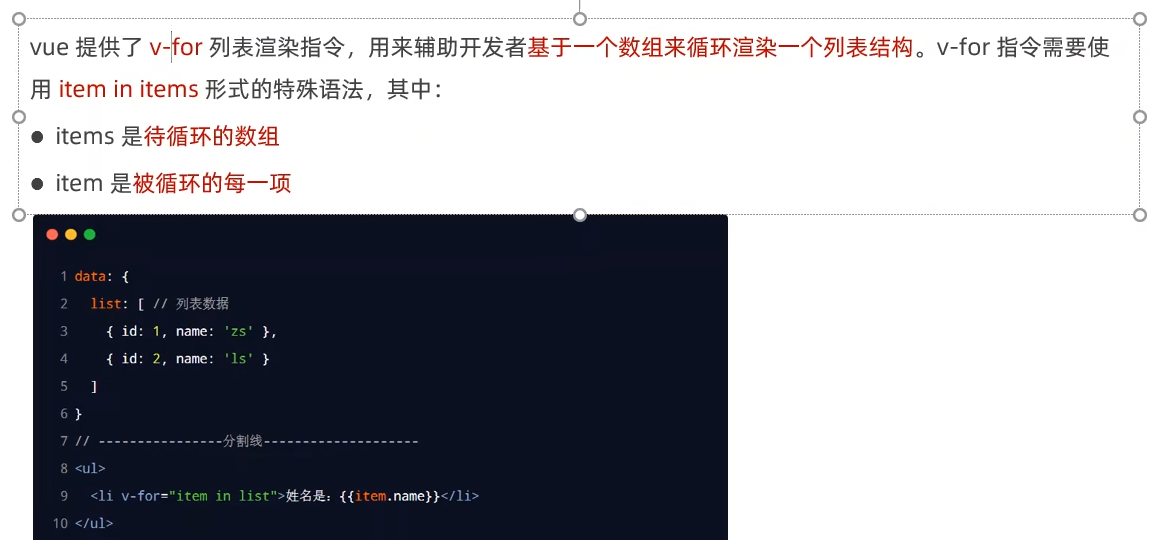 vue 提供了 v-for 列表渲染指令，用来辅助开发者基于一个数组来循环渲染一个列表结构。v-for 指令需要使
用 item in items 形式的特殊语法，其中：
● items 是待循环的数组
● item 是被循环的每一项
1 data: {
2 list: [ // 列表数据
3 { id: 1, name: 'zs' },
4 { id: 2, name: 'ls' }
5 ]
6 }
7 // ----------------分割线--------------------
8 <ul>
9 <li v-for="item in list">姓名是：{{item.name}}</li>
10 </ul>